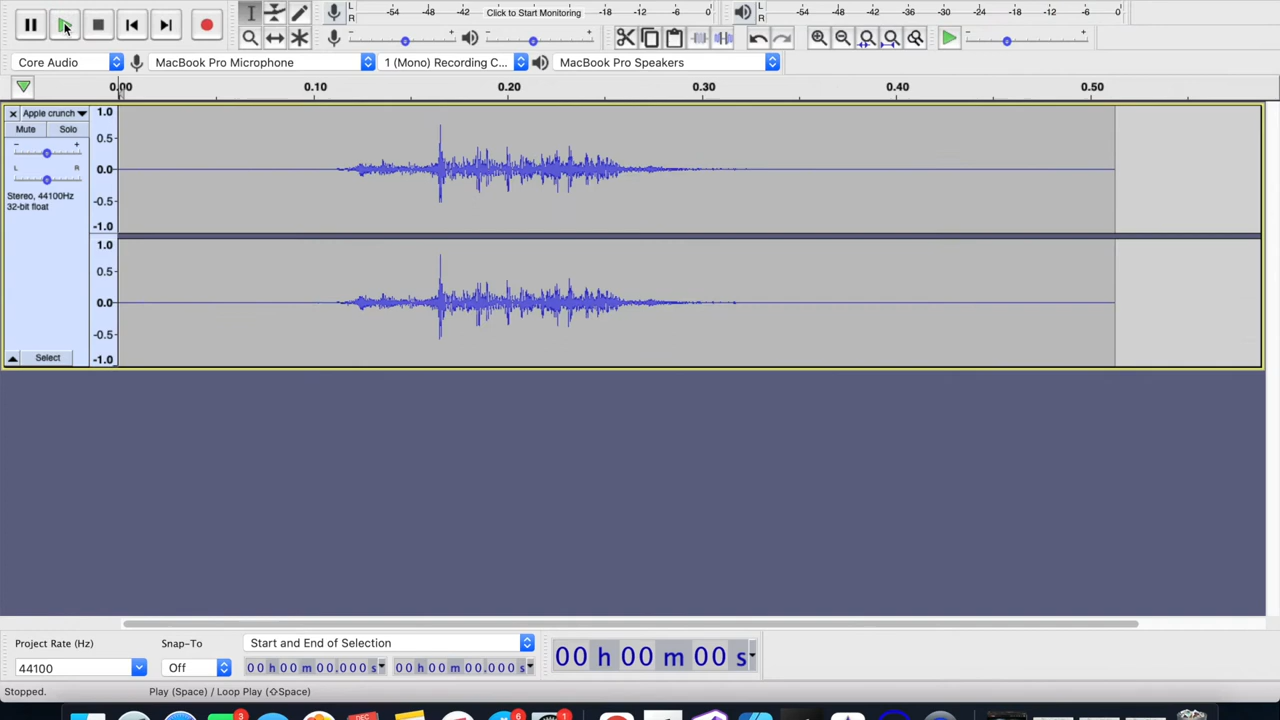 L R -54 -48 Click to Start Monitoring -18 -12 -6 0
L R -54 -48 -42 -36 -30 -24 -18 -12 -6 0
- + - + - +
Core Audio MacBook Pro Microphone 1 (Mono) Recording C... MacBook Pro Speakers
0.00 0.10 0.20 0.30 0.40 0.50
× Apple crunch
Mute Solo
- +
L R
Stereo, 44100Hz
32-bit float
Select
1.0
0.5
0.0
-0.5
-1.0
1.0
0.5
0.0
-0.5
-1.0
Project Rate (Hz) Snap-To Start and End of Selection
44100 Off 00 h 00 m 00.000 s 00 h 00 m 00.000 s
00 h 00 m 00 s
Stopped. Play (Space) / Loop Play (⇧Space)
3 DEC 6 1